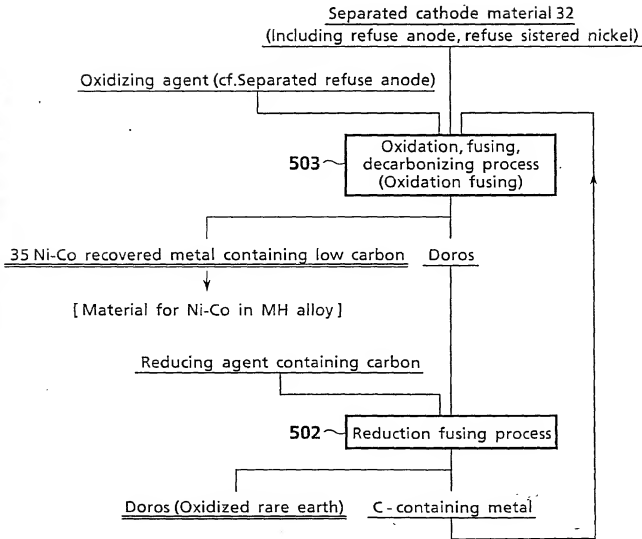 Separated cathode material 32
(Including refuse anode, refuse sistered nickel)
Oxidizing agent (cf.Separated refuse anode)
503
Oxidation, fusing,
decarbonizing process
(Oxidation fusing)
35 Ni-Co recovered metal containing low carbon
Doros
[Material for Ni-Co in MH alloy]
Reducing agent containing carbon
502
Reduction fusing process
Doros (Oxidized rare earth)
C-containing metal